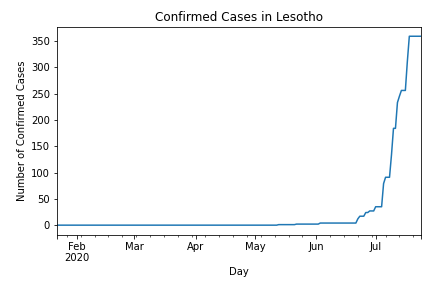 Confirmed Cases in Lesotho
Number of Confirmed Cases
350
300
250
200
150
100
50
0
Feb Mar Apr May Jun Jul
2020
Day